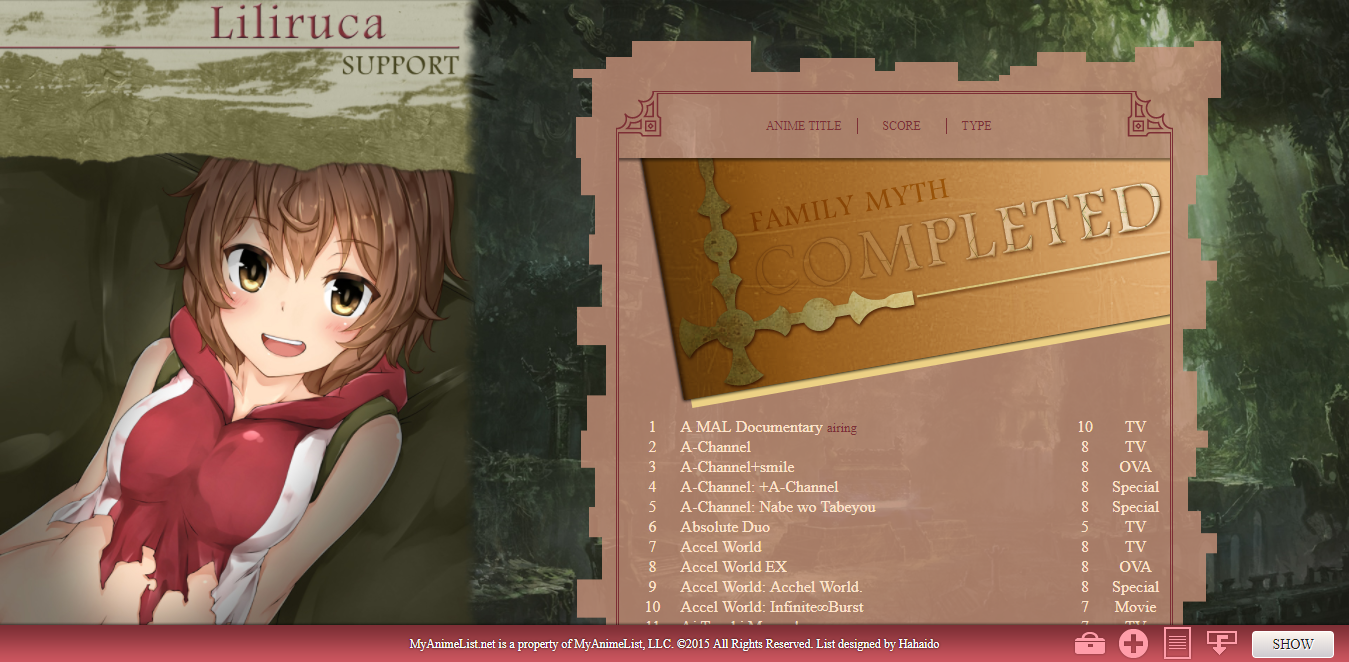 Liliruca
SUPPORT
ANIME TITLE SCORE TYPE
FAMILY MYTH
COMPLETED
1 A MAL Documentary airing 10 TV
2 A-Channel 8 TV
3 A-Channel+smile 8 OVA
4 A-Channel: +A-Channel 8 Special
5 A-Channel: Nabe wo Tabeyou 8 Special
6 Absolute Duo 5 TV
7 Accel World 8 TV
8 Accel World EX 8 OVA
9 Accel World: Acchel World. 8 Special
10 Accel World: Infinite∞Burst 7 Movie
MyAnimeList.net is a property of MyAnimeList, LLC. ©2015 All Rights Reserved. List designed by Hahaido
SHOW